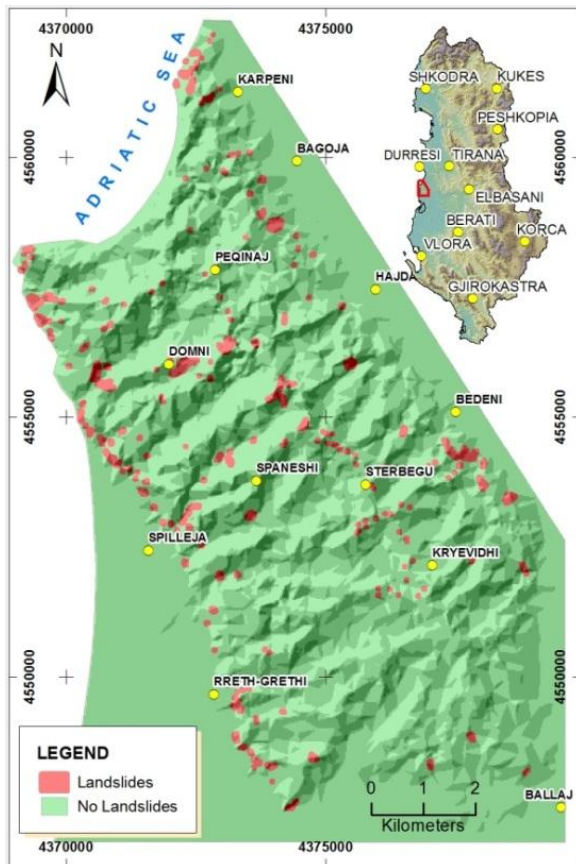 4370000
4375000
N
ADRIATIC SEA
KARPENI
BAGOJA
SHKODRA
KUKES
PESHKOPIA
DURRESI
TIRANA
ELBASANI
BERATI
KORCA
VLORA
GJIROKASTRA
4560000
4560000
PEQINAJ
HAJDA
DOMNI
BEDENI
4555000
4555000
SPANESHI
STERBEGU
SPILLEJA
KRYEVIDHI
4550000
4550000
RRETH-GRETHI
LEGEND
Landslides
No Landslides
0 1 2
Kilometers
BALLAJ
4370000
4375000